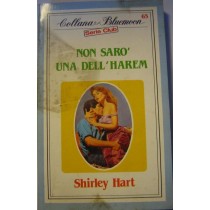 Collana Bluemoon
65
Serie Club
NON SARO'
UNA DELL'HAREM
Shirley Hart